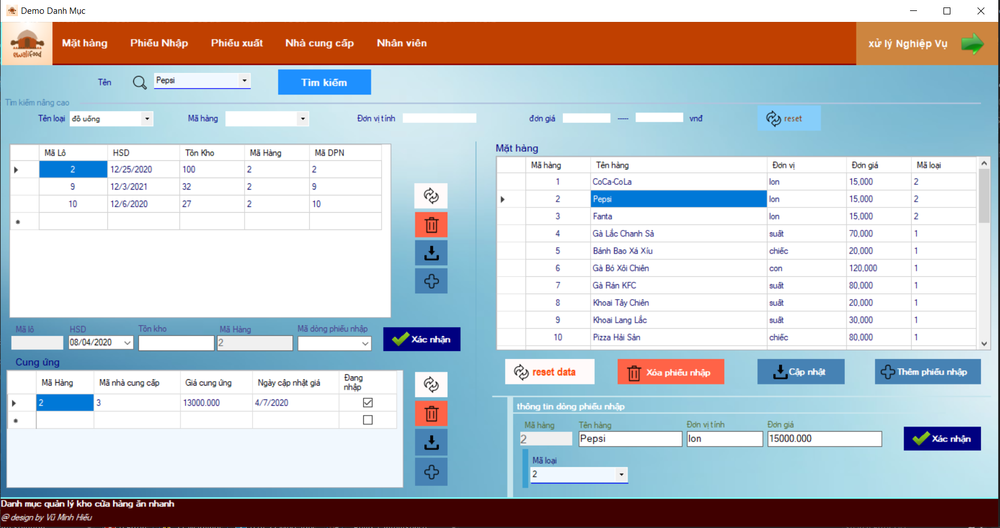 Demo Danh Mục
ewalifood
Mặt hàng Phiếu Nhập Phiếu xuất Nhà cung cấp Nhân viên xử lý Nghiệp Vụ
Tên Pepsi Tìm kiếm
Tìm kiếm nâng cao
Tên loại đồ uống Mã hàng Đơn vị tính đơn giá ----- vnđ reset
Mã Lô HSD Tồn Kho Mã Hàng Mã DPN
2 12/25/2020 100 2 2
9 12/3/2021 32 2 9
10 12/6/2020 27 2 10
Mã lô HSD Tồn kho Mã Hàng Mã dòng phiếu nhập
08/04/2020 2 Xác nhận
Cung ứng
Mã Hàng Mã nhà cung cấp Giá cung ứng Ngày cập nhật giá Đang nhập
2 3 13000.000 4/7/2020
Mặt hàng
Mã hàng Tên hàng Đơn vị Đơn giá Mã loại
1 CoCa-CoLa lon 15,000 2
2 Pepsi lon 15,000 2
3 Fanta lon 15,000 2
4 Gà Lắc Chanh Sả suất 70,000 1
5 Bánh Bao Xá Xíu chiếc 20,000 1
6 Gà Bó Xôi Chiên con 120,000 1
7 Gà Rán KFC suất 80,000 1
8 Khoai Tây Chiên suất 20,000 1
9 Khoai Lang Lắc suất 30,000 1
10 Pizza Hải Sản chiếc 80,000 1
reset data Xóa phiếu nhập Cập nhật Thêm phiếu nhập
thông tin dòng phiếu nhập
Mã hàng Tên hàng Đơn vị tính Đơn giá
2 Pepsi lon 15000.000 Xác nhận
Mã loại
2
Danh mục quản lý kho cửa hàng ăn nhanh
@ design by Vũ Minh Hiếu